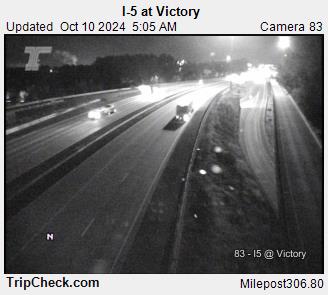 I-5 at Victory
Updated Oct 10 2024 5:05 AM Camera 83
T
N
83 - I5 @ Victory
TripCheck.com Milepost306.80